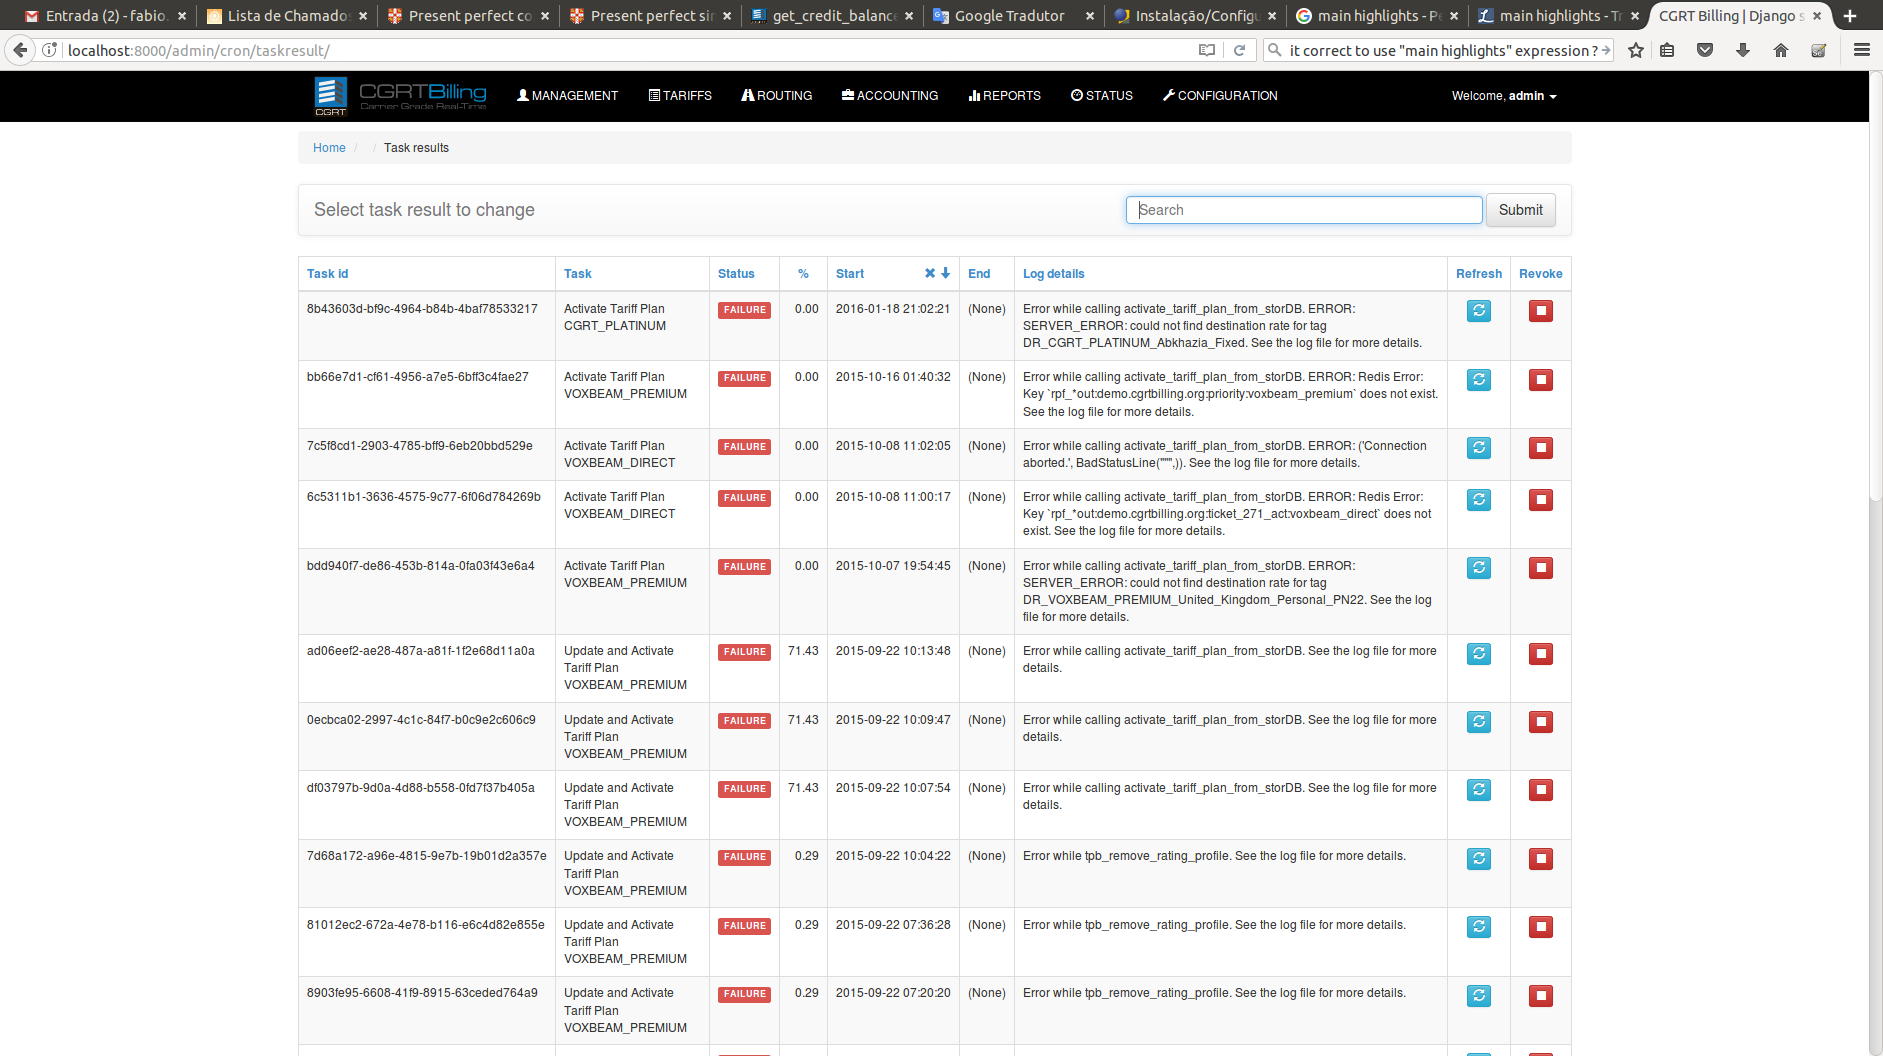 Entrada (2) - fabio.
Lista de Chamados
Present perfect co
Present perfect sim
get_credit_balance
Google Tradutor
Instalação/Configu
main highlights - Pe
main highlights - Tr
CGRT Billing | Django s
localhost:8000/admin/cron/taskresult/
it correct to use "main highlights" expression?
CGRT
CGRTBilling
Carrier Grade Real-Time
MANAGEMENT TARIFFS ROUTING ACCOUNTING REPORTS STATUS CONFIGURATION
Welcome, admin
Home / / Task results
Select task result to change
Search
Submit
Task id Task Status % Start End Log details Refresh Revoke
8b43603d-bf9c-4964-b84b-4baf78533217 Activate Tariff Plan FAILURE 0.00 2016-01-18 21:02:21 (None) Error while calling activate_tariff_plan_from_storDB. ERROR:
CGRT_PLATINUM SERVER_ERROR: could not find destination rate for tag
DR_CGRT_PLATINUM_Abkhazia_Fixed. See the log file for more details.
bb66e7d1-cf61-4956-a7e5-6bff3c4fae27 Activate Tariff Plan FAILURE 0.00 2015-10-16 01:40:32 (None) Error while calling activate_tariff_plan_from_storDB. ERROR: Redis Error:
VOXBEAM_PREMIUM Key `rpf_*out:demo.cgrtbilling.org:priority:voxbeam_premium` does not exist.
See the log file for more details.
7c5f8cd1-2903-4785-bff9-6eb20bbd529e Activate Tariff Plan FAILURE 0.00 2015-10-08 11:02:05 (None) Error while calling activate_tariff_plan_from_storDB. ERROR: ('Connection
VOXBEAM_DIRECT aborted.', BadStatusLine("''",)). See the log file for more details.
6c5311b1-3636-4575-9c77-6f06d784269b Activate Tariff Plan FAILURE 0.00 2015-10-08 11:00:17 (None) Error while calling activate_tariff_plan_from_storDB. ERROR: Redis Error:
VOXBEAM_DIRECT Key `rpf_*out:demo.cgrtbilling.org:ticket_271_act:voxbeam_direct` does not
exist. See the log file for more details.
bdd940f7-de86-453b-814a-0fa03f43e6a4 Activate Tariff Plan FAILURE 0.00 2015-10-07 19:54:45 (None) Error while calling activate_tariff_plan_from_storDB. ERROR:
VOXBEAM_PREMIUM SERVER_ERROR: could not find destination rate for tag
DR_VOXBEAM_PREMIUM_United_Kingdom_Personal_PN22. See the log
file for more details.
ad06eef2-ae28-487a-a81f-1f2e68d11a0a Update and Activate FAILURE 71.43 2015-09-22 10:13:48 (None) Error while calling activate_tariff_plan_from_storDB. See the log file for more
Tariff Plan details.
VOXBEAM_PREMIUM
0ecbca02-2997-4c1c-84f7-b0c9e2c606c9 Update and Activate FAILURE 71.43 2015-09-22 10:09:47 (None) Error while calling activate_tariff_plan_from_storDB. See the log file for more
Tariff Plan details.
VOXBEAM_PREMIUM
df03797b-9d0a-4d88-b558-0fd7f37b405a Update and Activate FAILURE 71.43 2015-09-22 10:07:54 (None) Error while calling activate_tariff_plan_from_storDB. See the log file for more
Tariff Plan details.
VOXBEAM_PREMIUM
7d68a172-a96e-4815-9e7b-19b01d2a357e Update and Activate FAILURE 0.29 2015-09-22 10:04:22 (None) Error while tpb_remove_rating_profile. See the log file for more details.
Tariff Plan
VOXBEAM_PREMIUM
81012ec2-672a-4e78-b116-e6c4d82e855e Update and Activate FAILURE 0.29 2015-09-22 07:36:28 (None) Error while tpb_remove_rating_profile. See the log file for more details.
Tariff Plan
VOXBEAM_PREMIUM
8903fe95-6608-41f9-8915-63ceded764a9 Update and Activate FAILURE 0.29 2015-09-22 07:20:20 (None) Error while tpb_remove_rating_profile. See the log file for more details.
Tariff Plan
VOXBEAM_PREMIUM